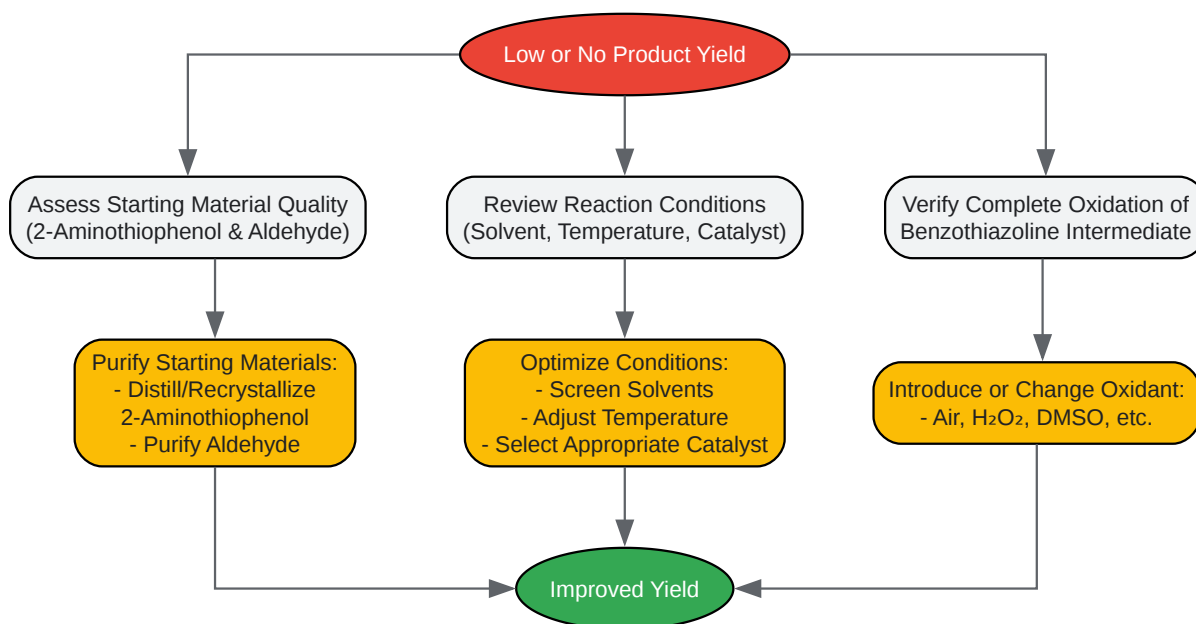 Low or No Product Yield
Assess Starting Material Quality
(2-Aminothiophenol & Aldehyde)
Review Reaction Conditions
(Solvent, Temperature, Catalyst)
Verify Complete Oxidation of
Benzothiazoline Intermediate
Purify Starting Materials:
- Distill/Recrystallize
2-Aminothiophenol
- Purify Aldehyde
Optimize Conditions:
- Screen Solvents
- Adjust Temperature
- Select Appropriate Catalyst
Introduce or Change Oxidant:
- Air, H₂O₂, DMSO, etc.
Improved Yield